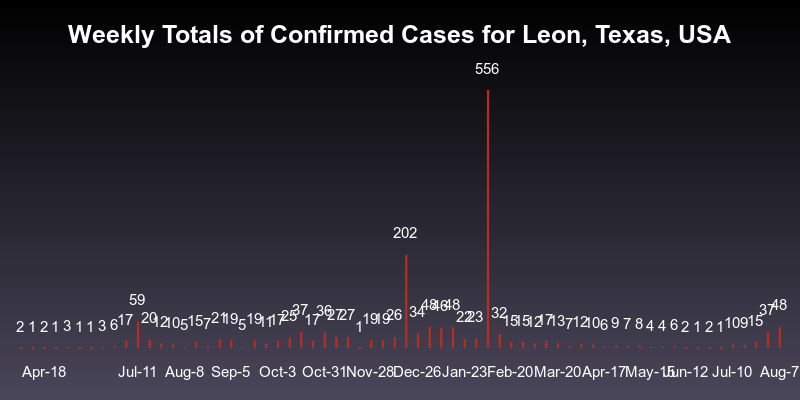 Weekly Totals of Confirmed Cases for Leon, Texas, USA
556
202
59
2 1 2 1 3 1 1 3 6 17 20 12 10 5 15 7 21 19 5 19 11 17 25 37 17 36 27 27 1 19 19 26 34 48 46 48 22 23 32 15 15 12 17 13 7 12 10 6 9 7 8 4 4 6 2 1 2 1 10 9 15 37 48
Apr-18 Jul-11 Aug-8 Sep-5 Oct-3 Oct-31 Nov-28 Dec-26 Jan-23 Feb-20 Mar-20 Apr-17 May-15 Jun-12 Jul-10 Aug-7